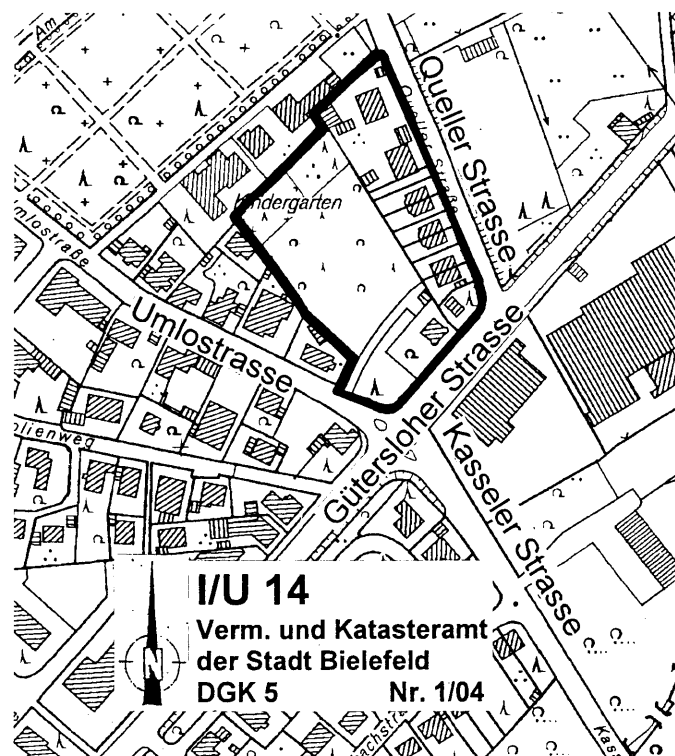 Am
Queller Strasse
Queller Straße
Kindergarten
Umlostrasse
Gütersloher Strasse
Kasseler Strasse
I/U 14
Verm. und Katasteramt
der Stadt Bielefeld
DGK 5 Nr. 1/04
N